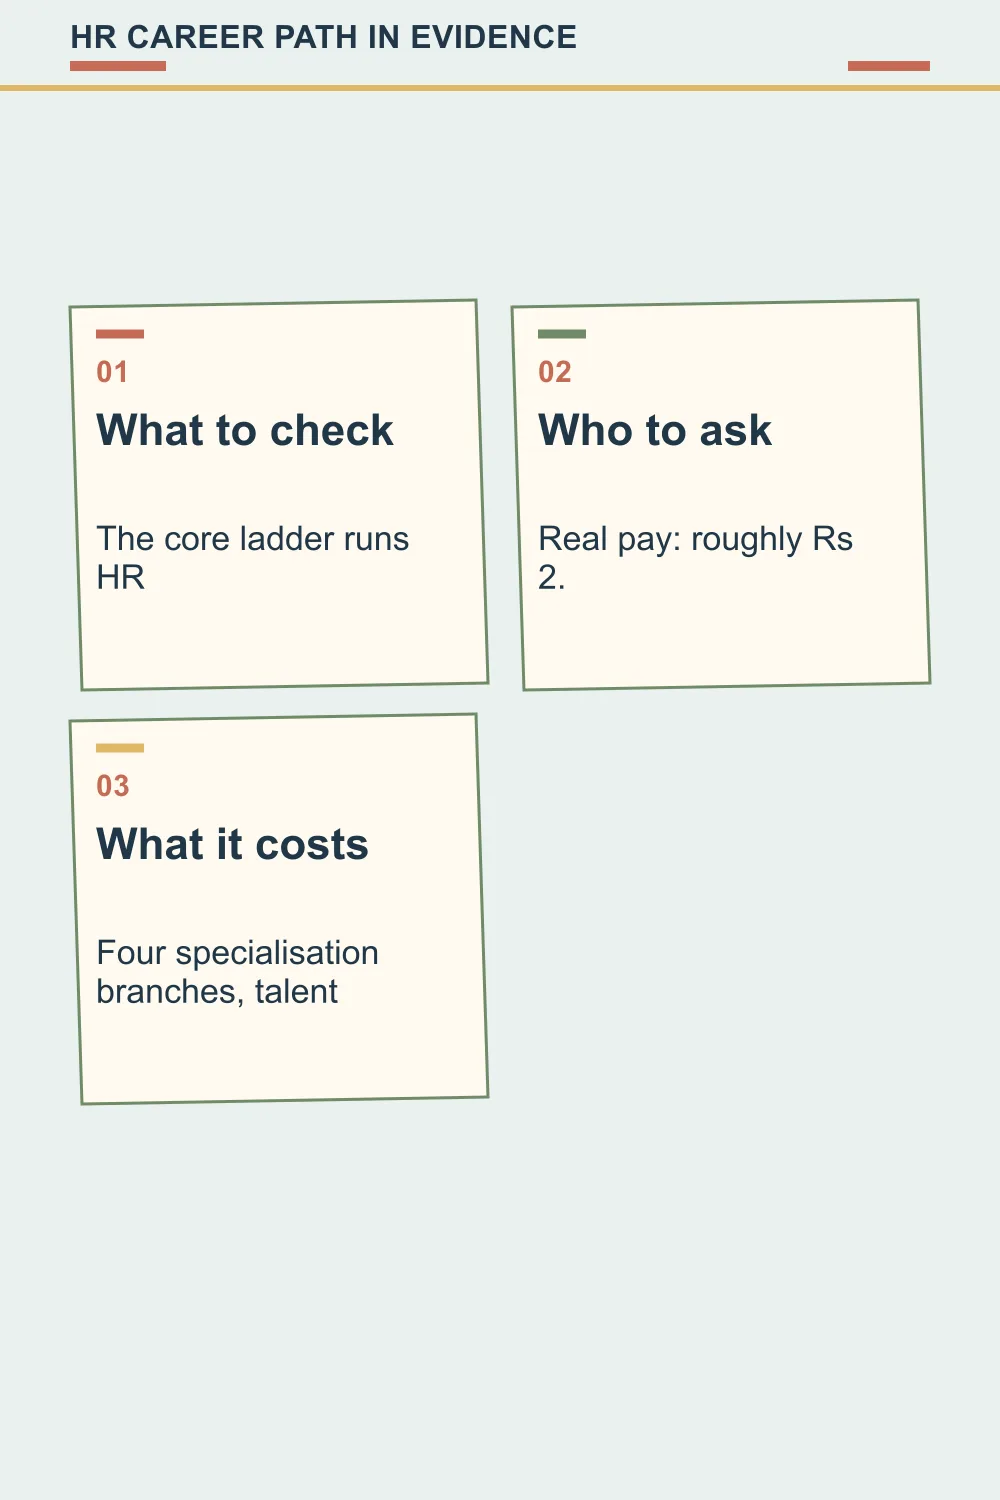 HR CAREER PATH IN EVIDENCE
01
What to check
The core ladder runs
HR
02
Who to ask
Real pay: roughly Rs
2.
03
What it costs
Four specialisation
branches, talent